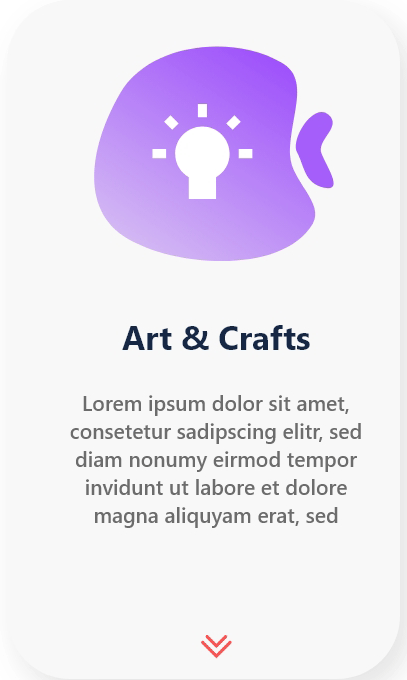 Art & Crafts
Lorem ipsum dolor sit amet,
consetetur sadipscing elitr, sed
diam nonumy eirmod tempor
invidunt ut labore et dolore
magna aliquyam erat, sed